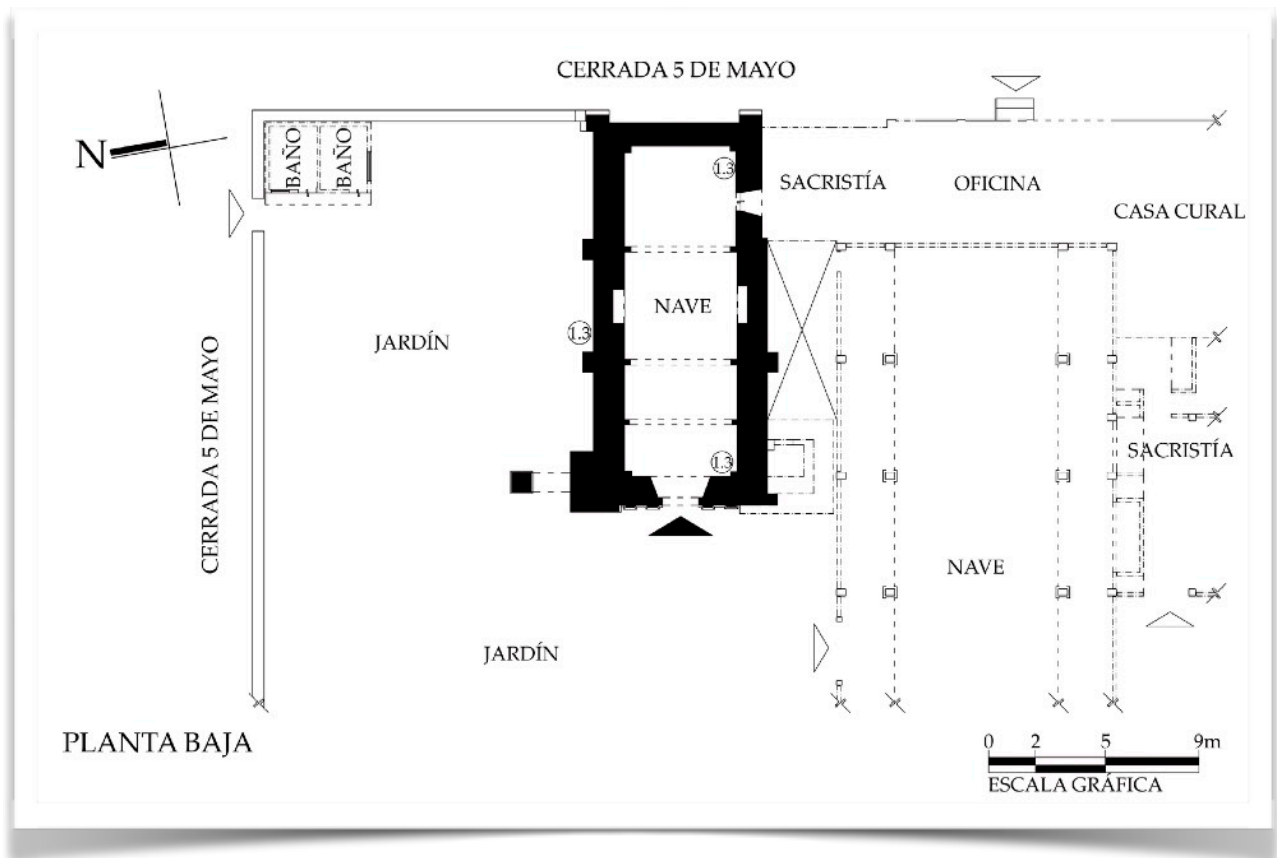 CERRADA 5 DE MAYO
N
BAÑO
BAÑO
1.3
SACRISTÍA
OFICINA
CASA CURAL
NAVE
JARDÍN
1.3
CERRADA 5 DE MAYO
1.3
SACRISTÍA
NAVE
JARDÍN
PLANTA BAJA
0 2 5 9m
ESCALA GRÁFICA